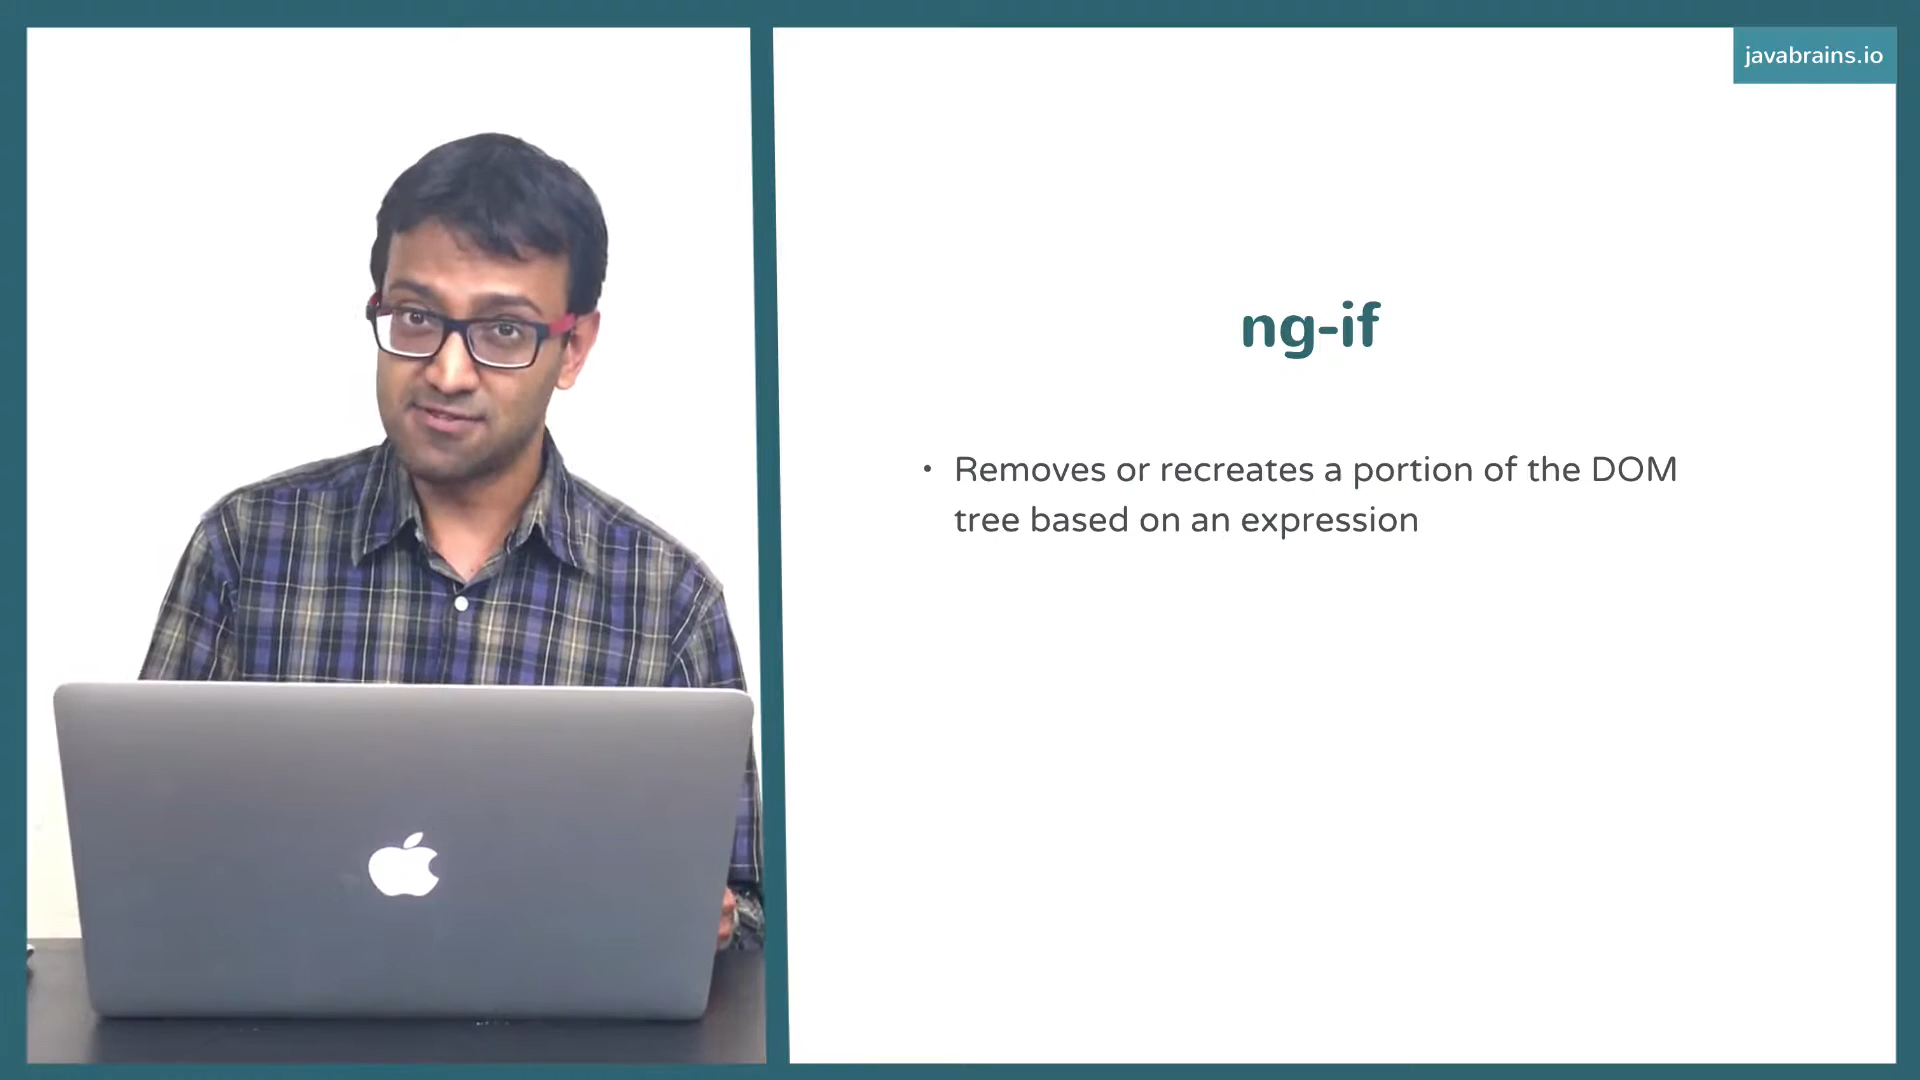 javabrains.io
ng-if
• Removes or recreates a portion of the DOM
tree based on an expression